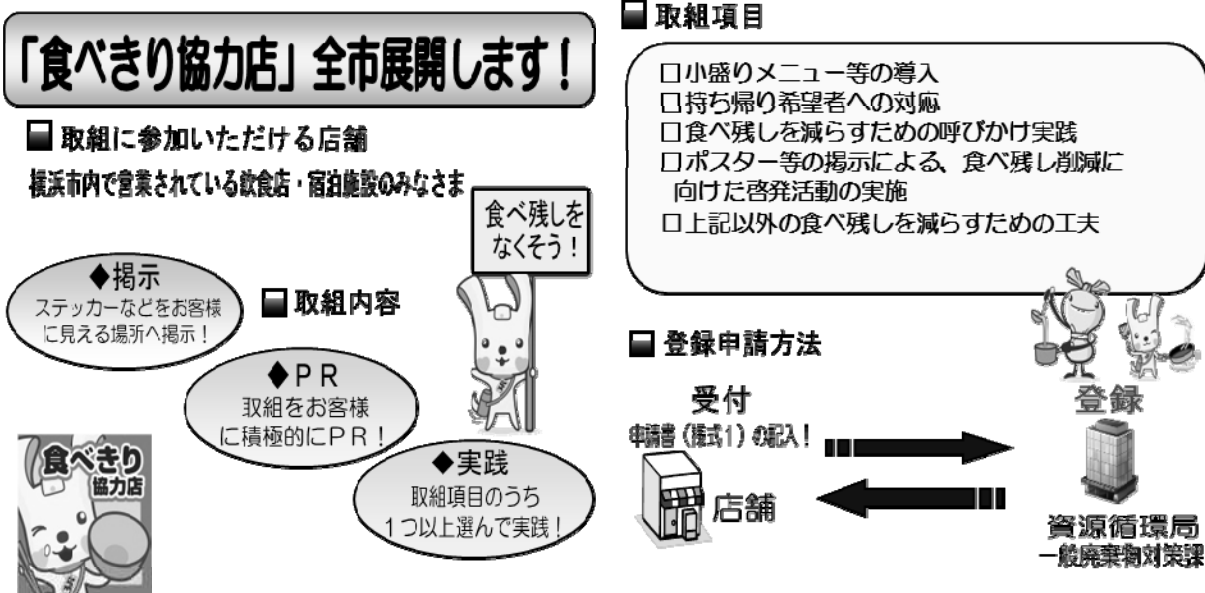 「食べきり協力店」全市展開します!
■ 取組に参加いただける店舗
横浜市内で営業されている飲食店・宿泊施設のみなさま
食べ残しを
なくそう!
◆掲示
ステッカーなどをお客様
に見える場所へ掲示!
■ 取組内容
◆PR
取組をお客様
に積極的にPR!
◆実践
取組項目のうち
1つ以上選んで実践!
食べきり
協力店
■ 取組項目
□小盛りメニュー等の導入
□持ち帰り希望者への対応
□食べ残しを減らすための呼びかけ実践
□ポスター等の掲示による、食べ残し削減に
向けた啓発活動の実施
□上記以外の食べ残しを減らすための工夫
■ 登録申請方法
受付
申請書(様式1)の記入!
店舗
登録
資源循環局
一般廃棄物対策課